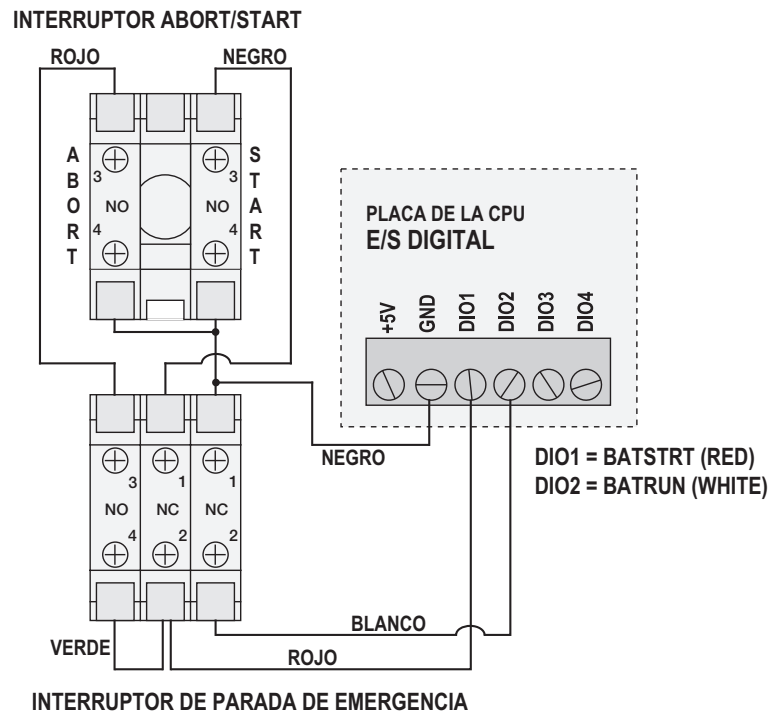 INTERRUPTOR ABORT/START
ROJO
NEGRO
ABORT
3
NO
4
START
3
NO
4
PLACA DE LA CPU
E/S DIGITAL
+5V
GND
DIO1
DIO2
DIO3
DIO4
NEGRO
DIO1 = BATSTRT (RED)
DIO2 = BATRUN (WHITE)
3
1
1
NO
NC
NC
4
2
2
BLANCO
VERDE
ROJO
INTERRUPTOR DE PARADA DE EMERGENCIA